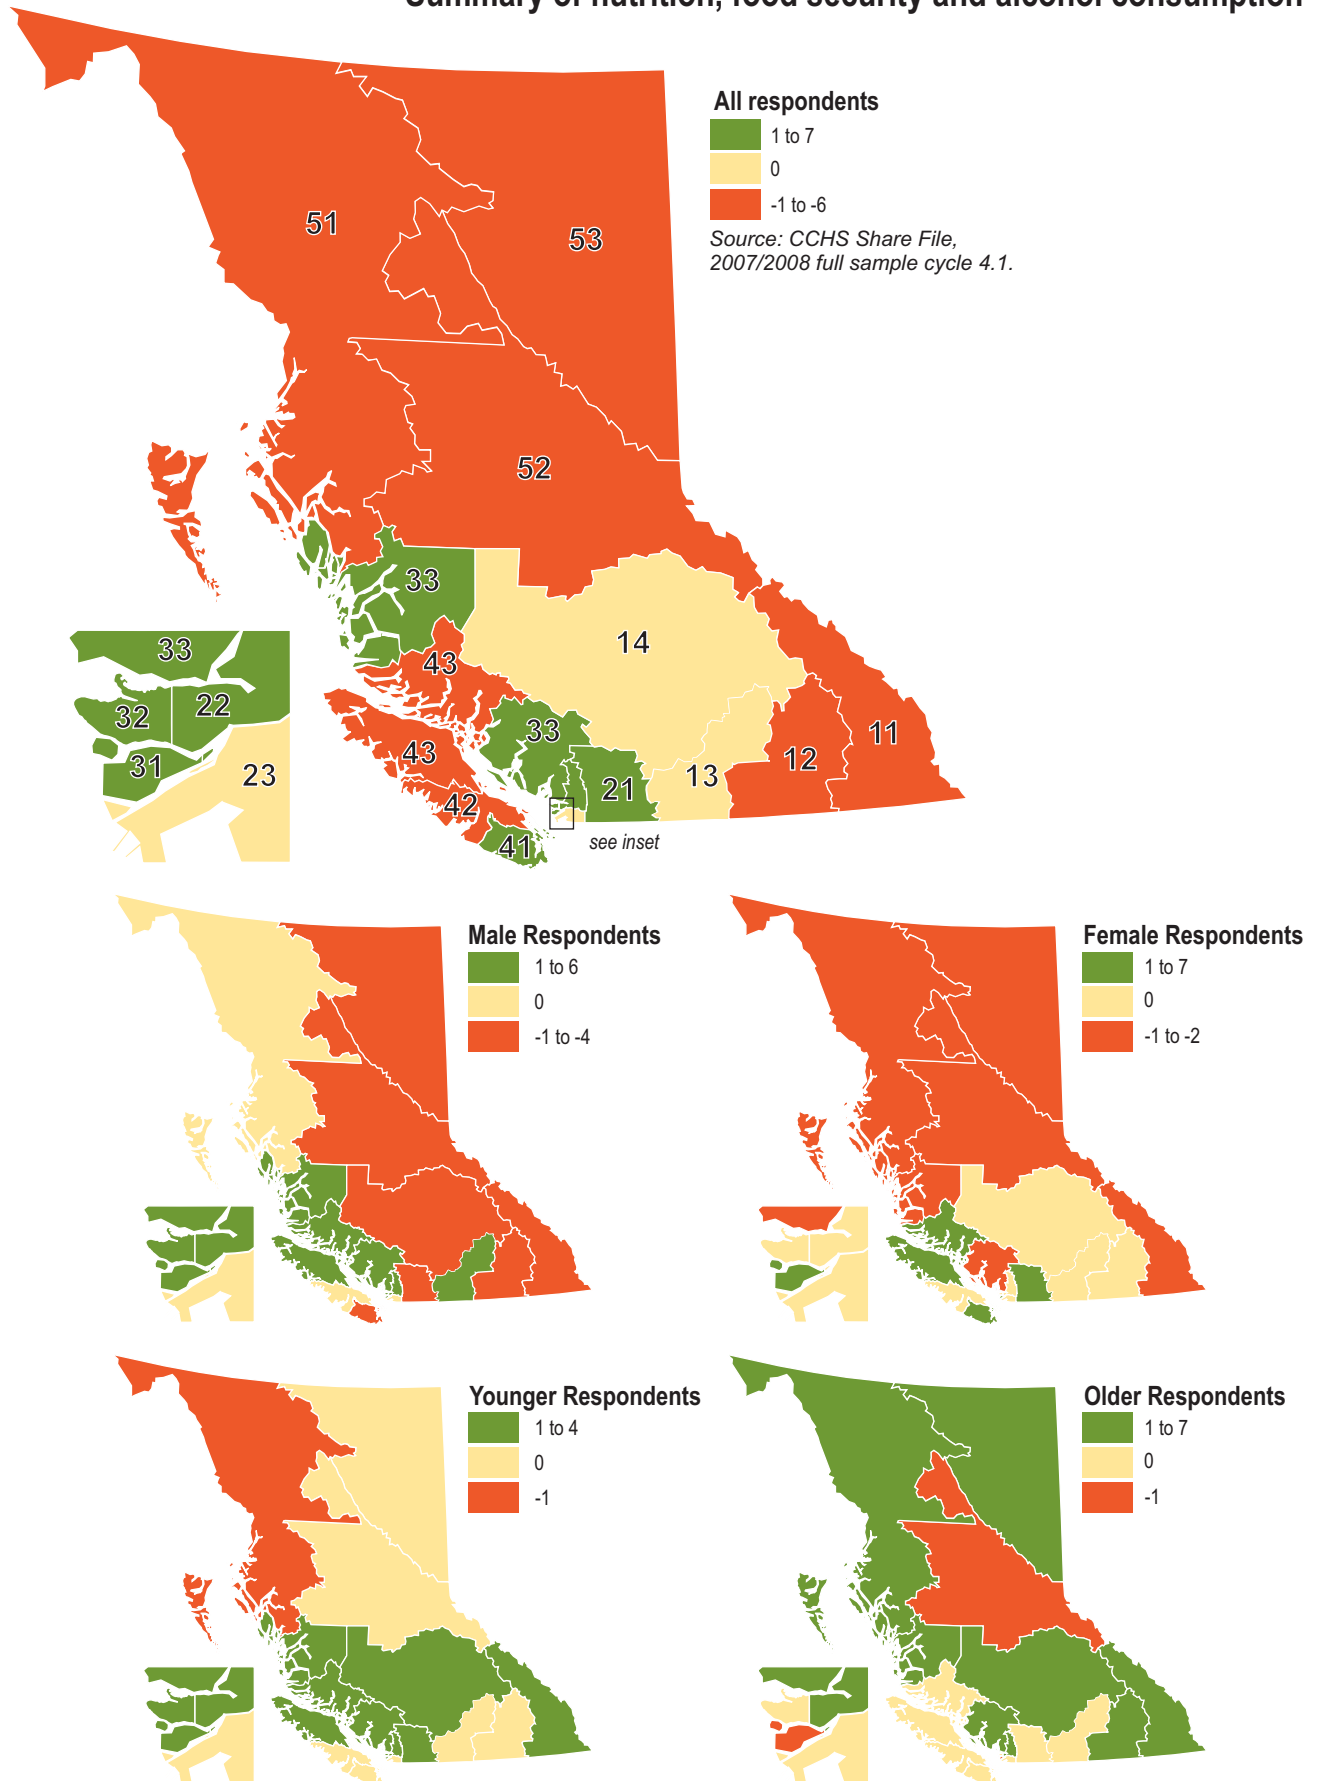 Summary of nutrition, food security and alcohol consumption
All respondents
1 to 7
0
-1 to -6
Source: CCHS Share File,
2007/2008 full sample cycle 4.1.
51
53
52
33
14
43
33
32
22
31
23
33
43
42
41
21
13
12
11
see inset
Male Respondents
1 to 6
0
-1 to -4
Female Respondents
1 to 7
0
-1 to -2
Younger Respondents
1 to 4
0
-1
Older Respondents
1 to 7
0
-1